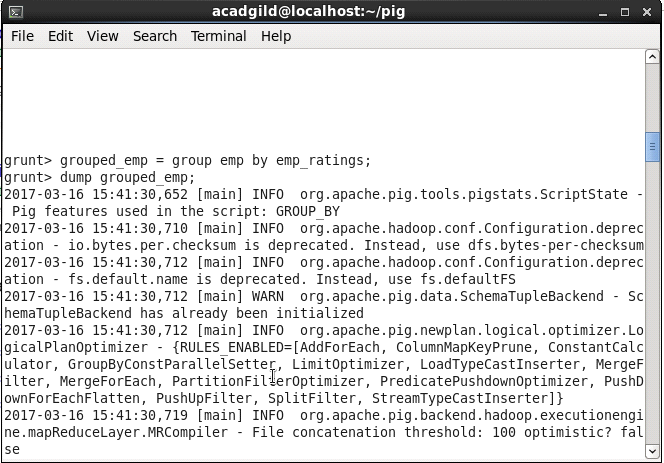 acadgild@localhost:~/pig
File Edit View Search Terminal Help
grunt> grouped_emp = group emp by emp_ratings;
grunt> dump grouped_emp;
2017-03-16 15:41:30,652 [main] INFO  org.apache.pig.tools.pigstats.ScriptState -
 Pig features used in the script: GROUP_BY
2017-03-16 15:41:30,710 [main] INFO  org.apache.hadoop.conf.Configuration.deprec
ation - io.bytes.per.checksum is deprecated. Instead, use dfs.bytes-per-checksum
2017-03-16 15:41:30,712 [main] INFO  org.apache.hadoop.conf.Configuration.deprec
ation - fs.default.name is deprecated. Instead, use fs.defaultFS
2017-03-16 15:41:30,712 [main] WARN  org.apache.pig.data.SchemaTupleBackend - Sc
hemaTupleBackend has already been initialized
2017-03-16 15:41:30,712 [main] INFO  org.apache.pig.newplan.logical.optimizer.Lo
gicalPlanOptimizer - {RULES_ENABLED=[AddForEach, ColumnMapKeyPrune, ConstantCalc
ulator, GroupByConstParallelSetter, LimitOptimizer, LoadTypeCastInserter, MergeF
ilter, MergeForEach, PartitionFilterOptimizer, PredicatePushdownOptimizer, PushD
ownForEachFlatten, PushUpFilter, SplitFilter, StreamTypeCastInserter]}
2017-03-16 15:41:30,719 [main] INFO  org.apache.pig.backend.hadoop.executionengi
ne.mapReduceLayer.MRCompiler - File concatenation threshold: 100 optimistic? fal
se